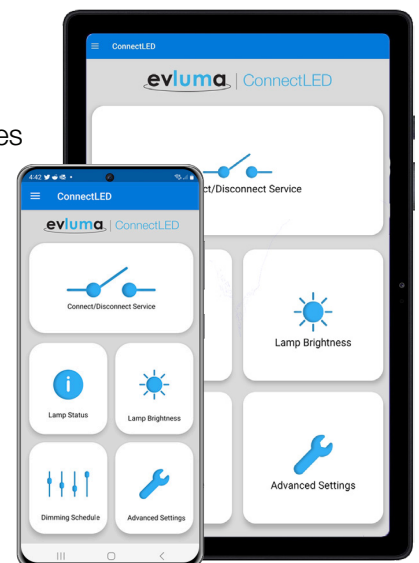 es
ConnectLED
evluma | ConnectLED
ct/Disconnect Service
Lamp Brightness
Advanced Settings
4:42
ConnectLED
evluma | ConnectLED
Connect/Disconnect Service
Lamp Status
Lamp Brightness
Dimming Schedule
Advanced Settings